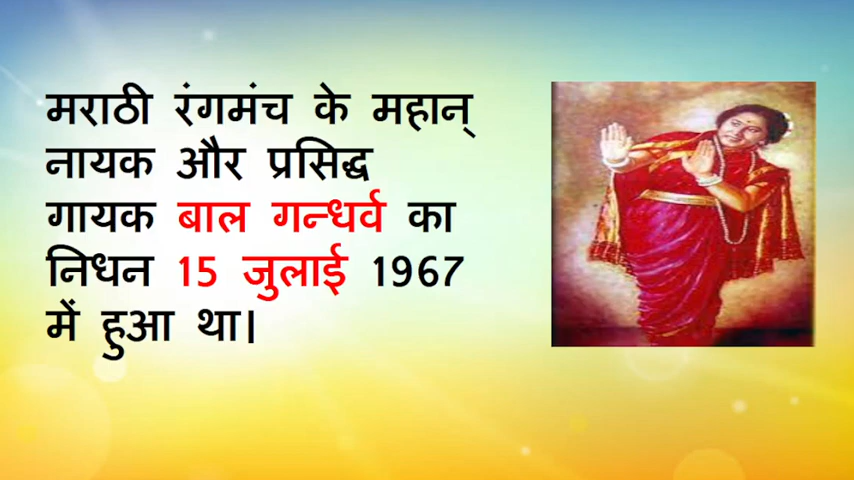 मराठी रंगमंच के महान्
नायक और प्रसिद्ध
गायक बाल गन्धर्व का
निधन 15 जुलाई 1967
में हुआ था।